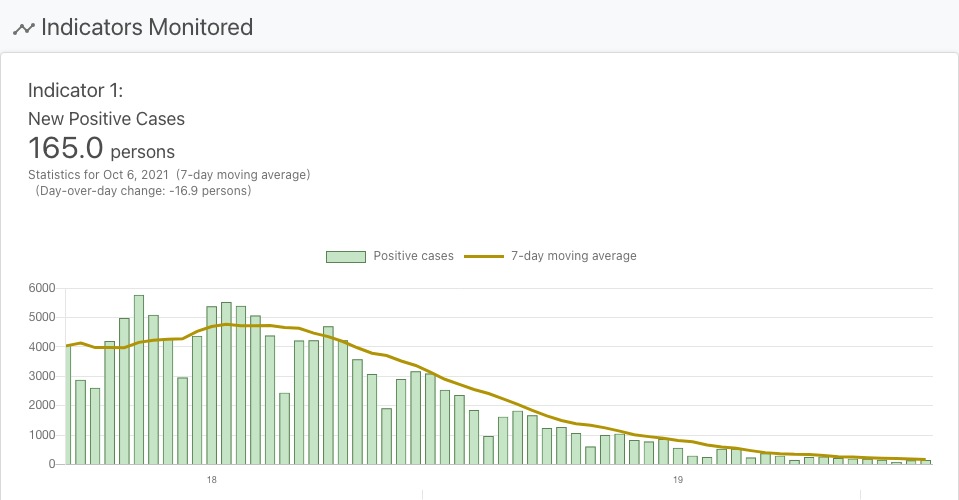 Indicators Monitored
Indicator 1:
New Positive Cases
165.0 persons
Statistics for Oct 6, 2021 (7-day moving average)
(Day-over-day change: -16.9 persons)
Positive cases 7-day moving average
6000
5000
4000
3000
2000
1000
0
18 19